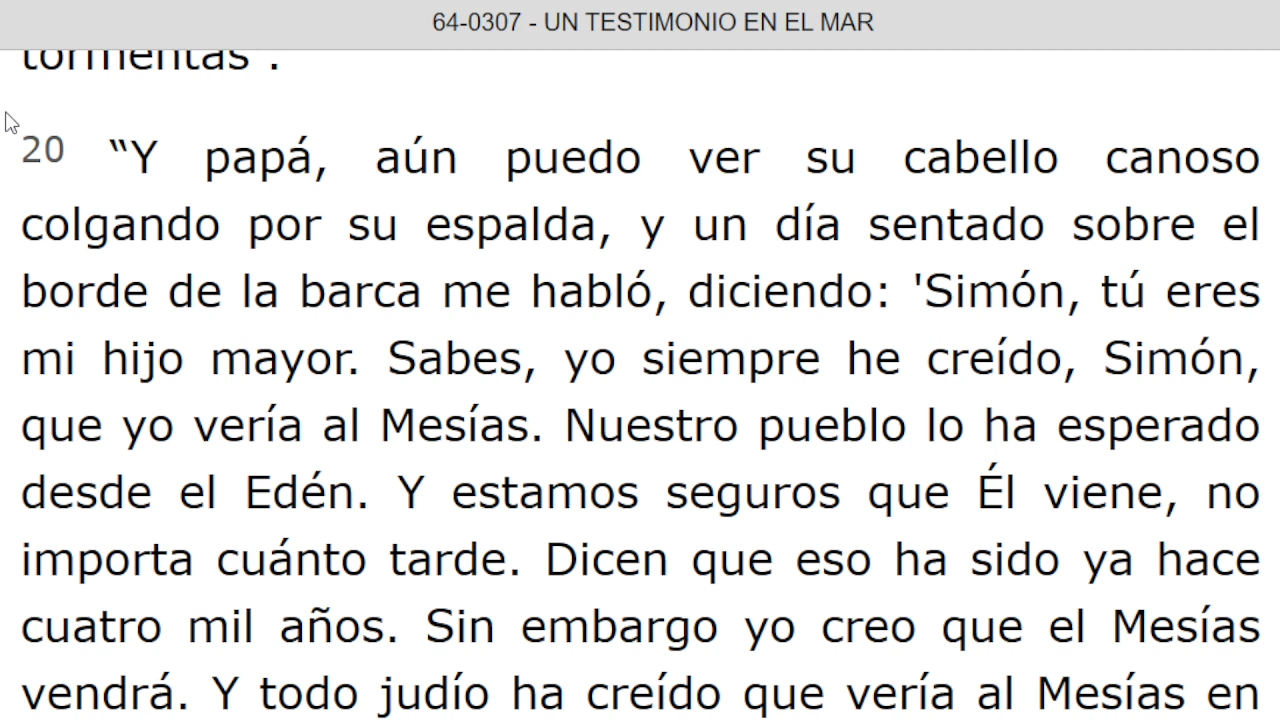 64-0307 - UN TESTIMONIO EN EL MAR
tormentas".
20 “Y papá, aún puedo ver su cabello canoso
colgando por su espalda, y un día sentado sobre el
borde de la barca me habló, diciendo: 'Simón, tú eres
mi hijo mayor. Sabes, yo siempre he creído, Simón,
que yo vería al Mesías. Nuestro pueblo lo ha esperado
desde el Edén. Y estamos seguros que Él viene, no
importa cuánto tarde. Dicen que eso ha sido ya hace
cuatro mil años. Sin embargo yo creo que el Mesías
vendrá. Y todo judío ha creído que vería al Mesías en